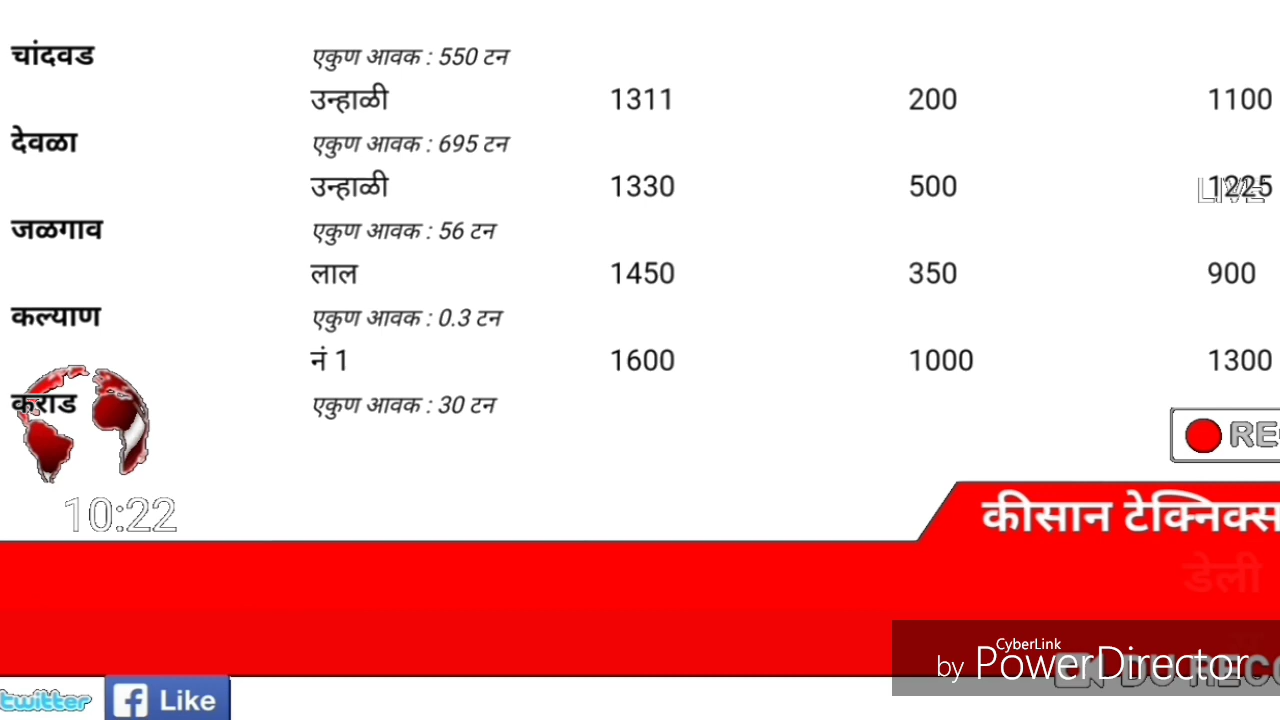 चांदवड एकुण आवक : 550 टन
उन्हाळी 1311 200 1100
देवळा एकुण आवक : 695 टन
उन्हाळी 1330 500 1225
LIVE
जळगाव एकुण आवक : 56 टन
लाल 1450 350 900
कल्याण एकुण आवक : 0.3 टन
नं 1 1600 1000 1300
कराड एकुण आवक : 30 टन
10:22
कीसान टेक्निक्स
डेली
CyberLink
by PowerDirector
twitter Like